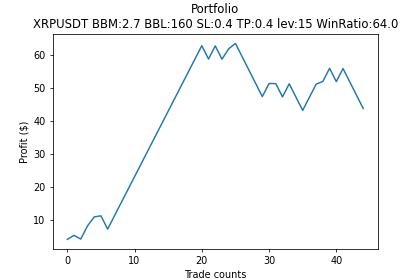 Portfolio
XRPUSDT BBM:2.7 BBL:160 SL:0.4 TP:0.4 lev:15 WinRatio:64.0
60
50
40
30
20
10
Profit ($)
0 10 20 30 40
Trade counts